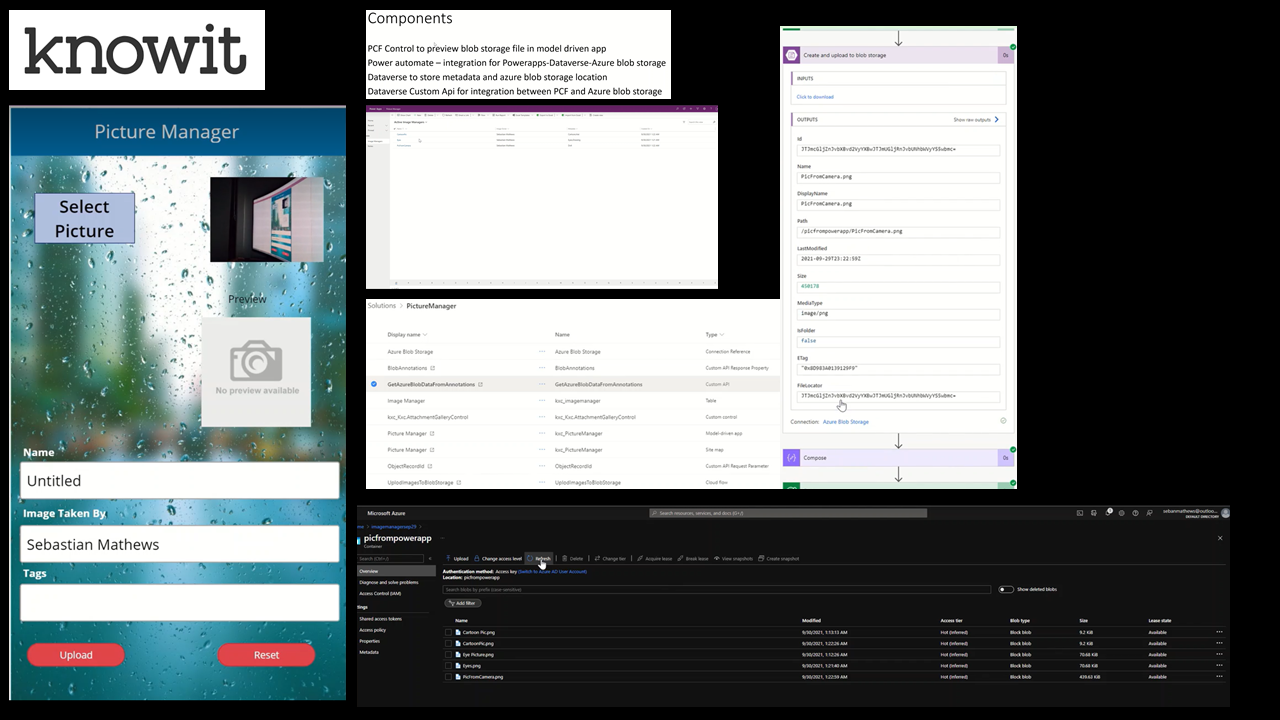 knowit
Components
PCF Control to preview blob storage file in model driven app
Power automate – integration for Powerapps-Dataverse-Azure blob storage
Dataverse to store metadata and azure blob storage location
Dataverse Custom Api for integration between PCF and Azure blob storage
Picture Manager
Select
Picture
Preview
No preview available
Name
Untitled
Image Taken By
Sebastian Mathews
Tags
Upload Reset
Solutions > PictureManager
Display name Name Type
Azure Blob Storage ... Azure Blob Storage Connection Reference
BlobAnnotations ... BlobAnnotations Custom API Response Property
GetAzureBlobDataFromAnnotations ... GetAzureBlobDataFromAnnotations Custom API
Image Manager ... kxc_imagemanager Table
kxc_Kxc.AttachmentGalleryControl ... kxc_Kxc.AttachmentGalleryControl Custom control
Picture Manager ... kxc_PictureManager Model-driven app
Picture Manager ... kxc_PictureManager Site map
ObjectRecordId ... ObjectRecordId Custom API Request Parameter
UplodImagesToBlobStorage ... UplodImagesToBlobStorage Cloud flow
Create and upload to blob storage 0s
INPUTS
Click to download
OUTPUTS Show raw outputs >
Id
Name
PicFromCamera.png
DisplayName
PicFromCamera.png
Path
/picfrompowerapp/PicFromCamera.png
LastModified
2021-09-29T23:22:59Z
Size
450178
MediaType
image/png
IsFolder
false
ETag
"0x8D983A0139129F9"
FileLocator
Connection: Azure Blob Storage
Compose 0s
Microsoft Azure Search resources, services, and docs (G+/) sebanmathews@outloo...
DEFAULT DIRECTORY
imagemanagersep29 >
picfrompowerapp ...
Container
Search (Ctrl+/) Upload Change access level Refresh Delete Change tier Acquire lease Break lease View snapshots Create snapshot
Overview
Diagnose and solve problems
Access Control (IAM)
Shared access tokens
Access policy
Properties
Metadata
Authentication method: Access key (Switch to Azure AD User Account)
Location: picfrompowerapp
Search blobs by prefix (case-sensitive) Show deleted blobs
Add filter
Name Modified Access tier Blob type Size Lease state
Cartoon Pic.png 9/30/2021, 1:13:13 AM Hot (Inferred) Block blob 9.2 KiB Available ...
CartoonPic.png 9/30/2021, 1:22:26 AM Hot (Inferred) Block blob 9.2 KiB Available ...
Eye Picture.png 9/30/2021, 1:12:26 AM Hot (Inferred) Block blob 70.68 KiB Available ...
Eyes.png 9/30/2021, 1:21:40 AM Hot (Inferred) Block blob 70.68 KiB Available ...
PicFromCamera.png 9/30/2021, 1:22:59 AM Hot (Inferred) Block blob 439.63 KiB Available ...